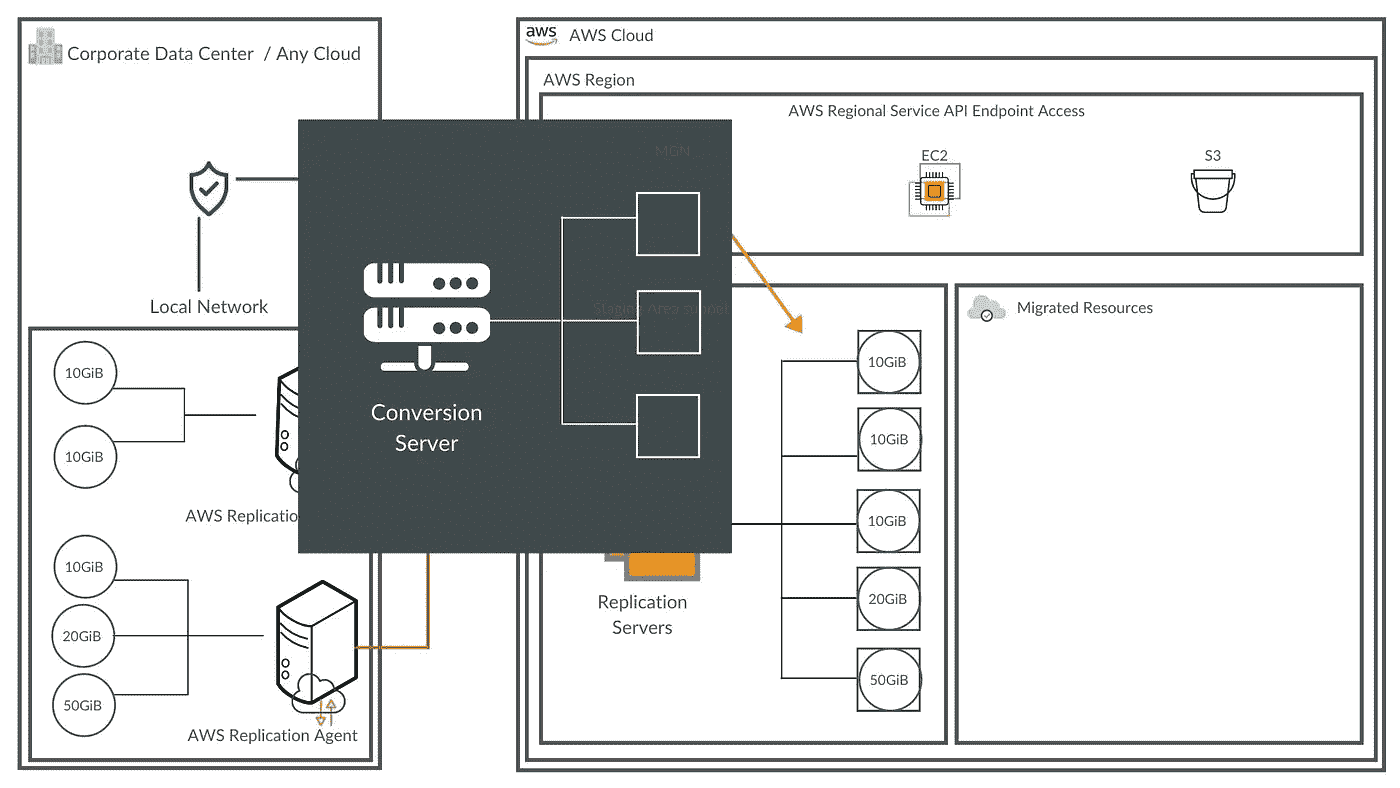 Corporate Data Center / Any Cloud
aws
AWS Cloud
AWS Region
AWS Regional Service API Endpoint Access
MGN
EC2
S3
Local Network
Staging Area subnet
Migrated Resources
10GiB
10GiB
AWS Replicatio
10GiB
20GiB
50GiB
AWS Replication Agent
Conversion
Server
Replication
Servers
10GiB
10GiB
10GiB
20GiB
50GiB